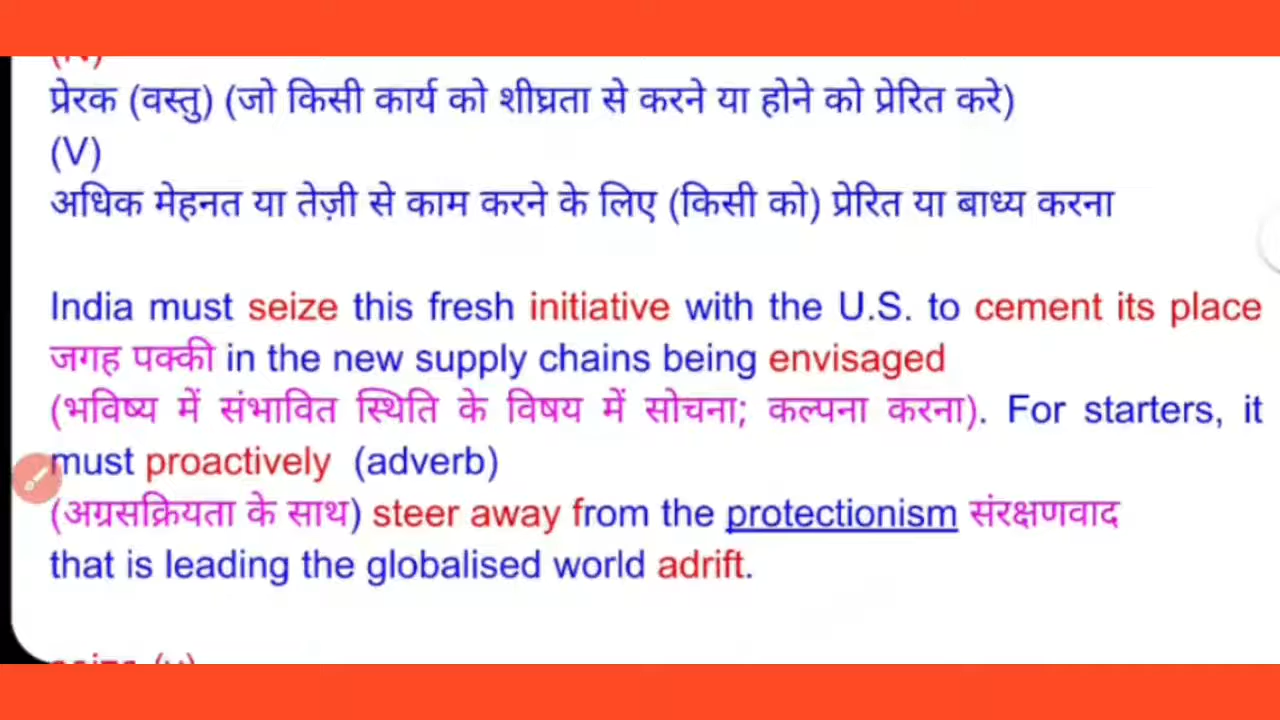 (N)
प्रेरक (वस्तु) (जो किसी कार्य को शीघ्रता से करने या होने को प्रेरित करे)
(V)
अधिक मेहनत या तेज़ी से काम करने के लिए (किसी को) प्रेरित या बाध्य करना
India must seize this fresh initiative with the U.S. to cement its place
जगह पक्की in the new supply chains being envisaged
(भविष्य में संभावित स्थिति के विषय में सोचना; कल्पना करना). For starters, it
must proactively (adverb)
(अग्रसक्रियता के साथ) steer away from the protectionism संरक्षणवाद
that is leading the globalised world adrift.
seize (v)